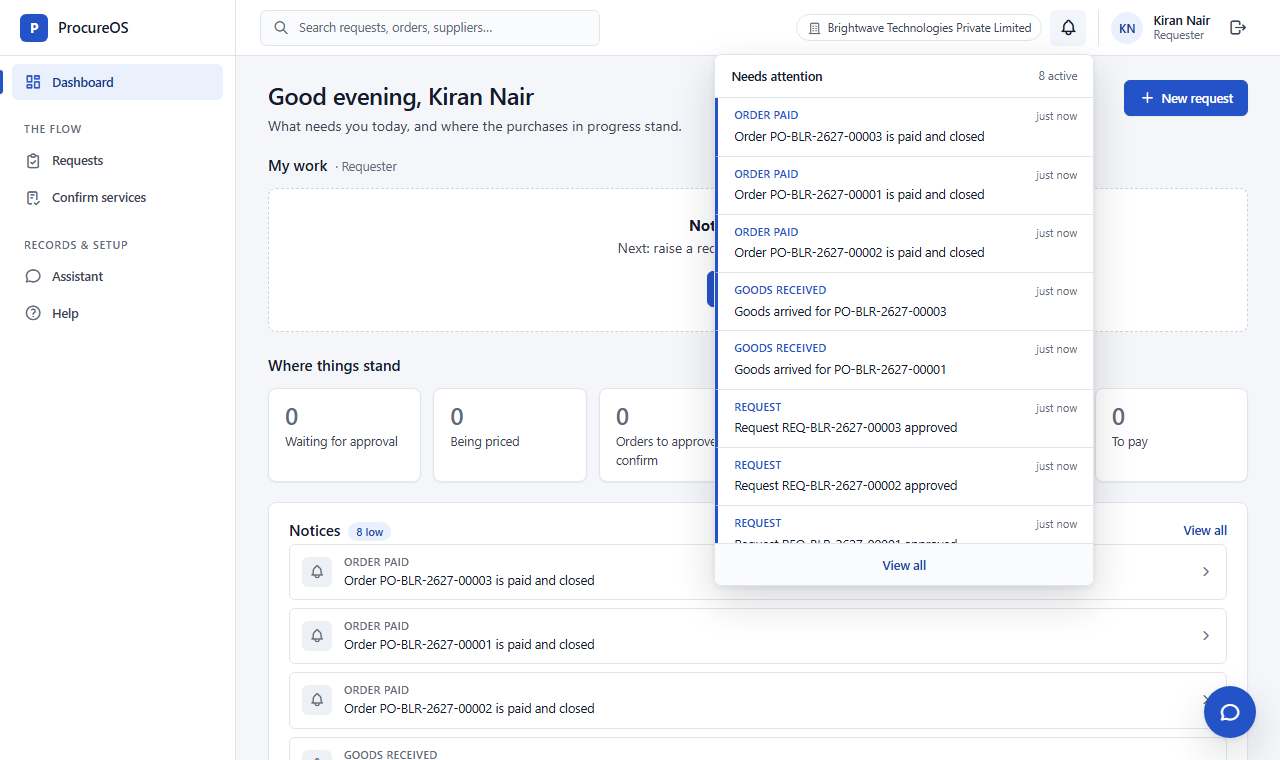 P ProcureOS
Search requests, orders, suppliers...
Brightwave Technologies Private Limited
KN
Kiran Nair
Requester
Dashboard
THE FLOW
Requests
Confirm services
RECORDS & SETUP
Assistant
Help
Good evening, Kiran Nair
What needs you today, and where the purchases in progress stand.
New request
My work · Requester
Not
Next: raise a rec
Where things stand
0
Waiting for approval
0
Being priced
0
Orders to approve
confirm
0
To pay
Needs attention
8 active
ORDER PAID
just now
Order PO-BLR-2627-00003 is paid and closed
ORDER PAID
just now
Order PO-BLR-2627-00001 is paid and closed
ORDER PAID
just now
Order PO-BLR-2627-00002 is paid and closed
GOODS RECEIVED
just now
Goods arrived for PO-BLR-2627-00003
GOODS RECEIVED
just now
Goods arrived for PO-BLR-2627-00001
REQUEST
just now
Request REQ-BLR-2627-00003 approved
REQUEST
just now
Request REQ-BLR-2627-00002 approved
REQUEST
just now
Request REQ-BLR-2627-00001 approved
View all
Notices 8 low
View all
ORDER PAID
Order PO-BLR-2627-00003 is paid and closed
ORDER PAID
Order PO-BLR-2627-00001 is paid and closed
ORDER PAID
Order PO-BLR-2627-00002 is paid and closed
GOODS RECEIVED